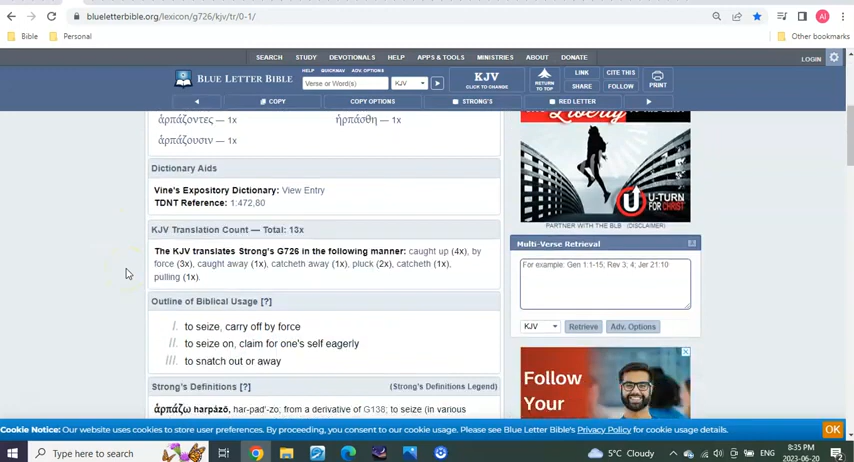 blueletterbible.org/lexicon/g726/kjv/tr/0-1/
AI
Bible
Personal
Other bookmarks
SEARCH STUDY DEVOTIONALS HELP APPS & TOOLS MINISTRIES ABOUT DONATE
LOGIN
BLUE LETTER BIBLE
HELP QUICKNAV ADV. OPTIONS
Verse or Word(s)
KJV
KJV
CLICK TO CHANGE
RETURN
TO TOP
LINK
SHARE
CITE THIS
FOLLOW
PRINT
COPY
COPY OPTIONS
STRONG'S
RED LETTER
ἁρπάζοντες — 1x
ἡρπάσθη — 1x
ἁρπάζουσιν — 1x
Dictionary Aids
Vine's Expository Dictionary: View Entry
TDNT Reference: 1:472,80
KJV Translation Count — Total: 13x
The KJV translates Strong's G726 in the following manner: caught up (4x), by
force (3x), caught away (1x), catcheth away (1x), pluck (2x), catcheth (1x),
pulling (1x).
Outline of Biblical Usage [?]
I. to seize, carry off by force
II. to seize on, claim for one's self eagerly
III. to snatch out or away
Strong's Definitions [?]
(Strong's Definitions Legend)
ἁρπάζω harpázō, har-pad'-zo; from a derivative of G138; to seize (in various
Liberty
U-TURN
FOR CHRIST
PARTNER WITH THE BLB (DISCLAIMER)
Multi-Verse Retrieval
For example: Gen 1:1-15; Rev 3; 4; Jer 21:10
KJV
Retrieve
Adv. Options
Follow
Your
Cookie Notice: Our website uses cookies to store user preferences. By proceeding, you consent to our cookie usage. Please see Blue Letter Bible's Privacy Policy for cookie usage details.
OK
Type here to search
5°C Cloudy
ENG
8:35 PM
2023-06-20
2